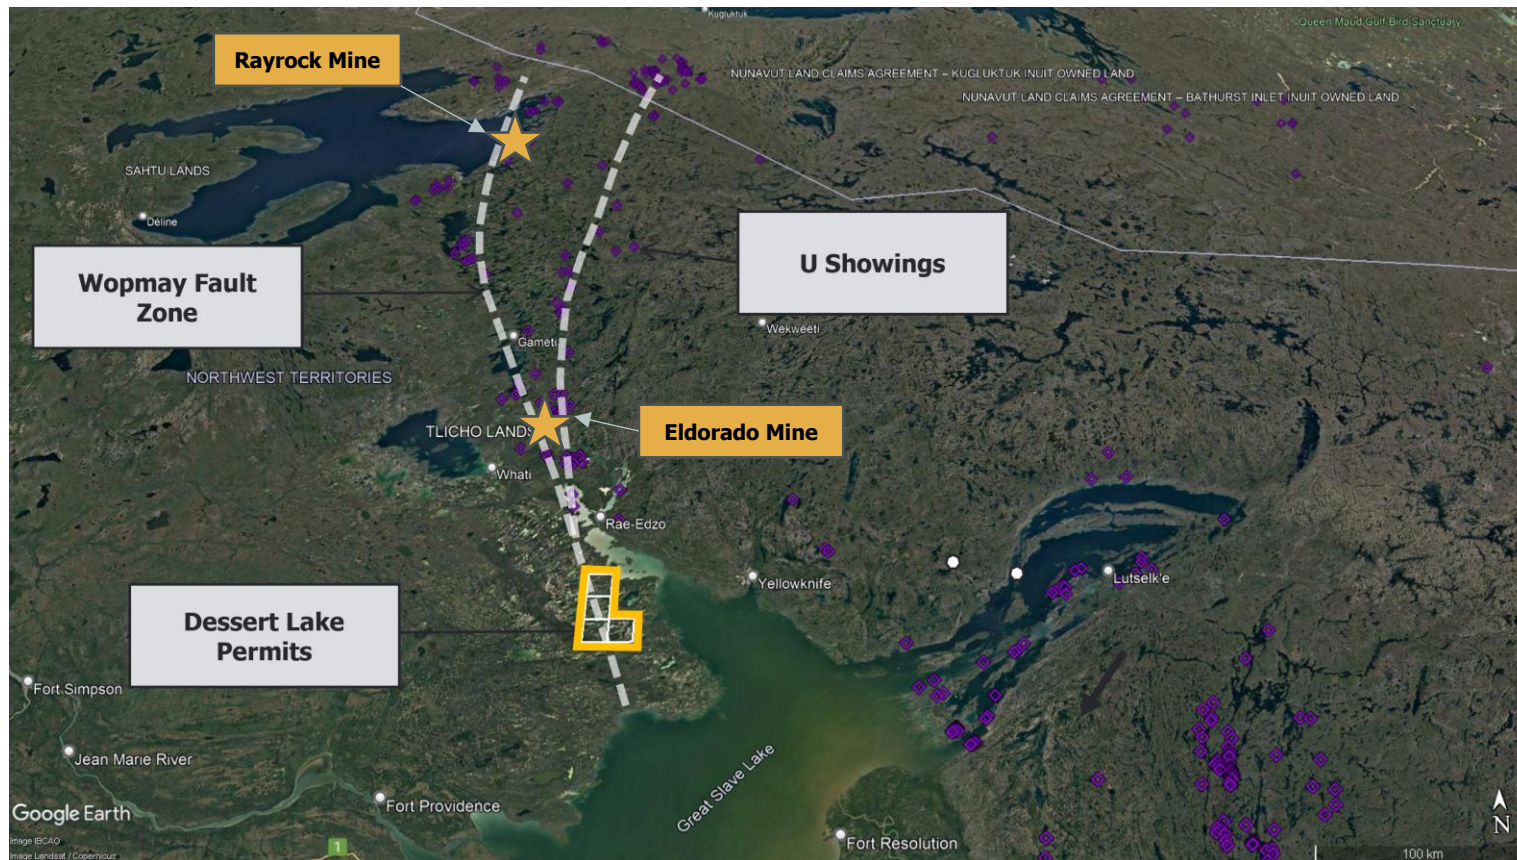 Kugluktuk
Queen Maud Gulf Bird Sanctuary
Rayrock Mine
NUNAVUT LAND CLAIMS AGREEMENT – KUGLUKTUK INUIT OWNED LAND
NUNAVUT LAND CLAIMS AGREEMENT – BATHURST INLET INUIT OWNED LAND
SAHTU LANDS
Déline
U Showings
Wopmay Fault
Zone
Wekweeti
Gameti
NORTHWEST TERRITORIES
TLICHO LANDS
Eldorado Mine
Whati
Rae-Edzo
Yellowknife
Lutselk'e
Dessert Lake
Permits
Fort Simpson
Jean Marie River
Great Slave Lake
Fort Providence
Google Earth
N
Image IBCAO
Image Landsat / Copernicus
1
Fort Resolution
100 km